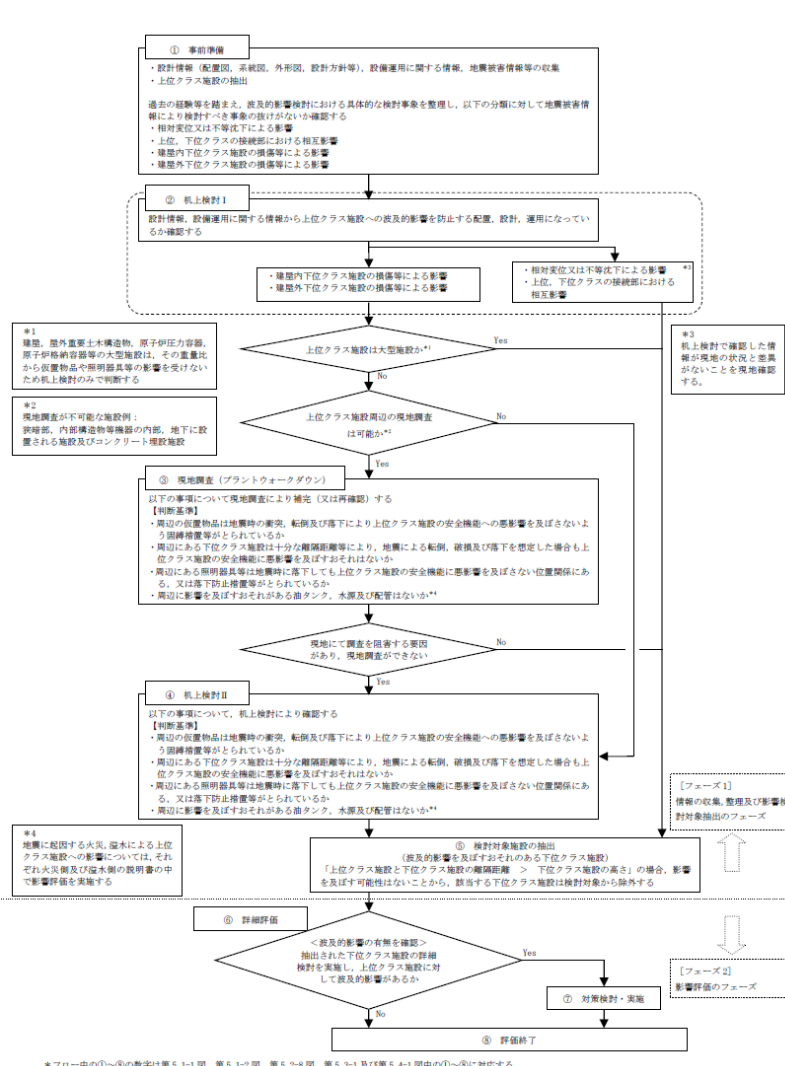 ① 事前準備
・設計情報（配置図，系統図，外形図，設計方針等），設備運用に関する情報，地震被害情報等の収集
・上位クラス施設の抽出
過去の経験等を踏まえ，波及的影響検討における具体的な検討事象を整理し，以下の分類に対して地震被害情
報により検討すべき事象の抜けがないか確認する
・相対変位又は不等沈下による影響
・上位，下位クラスの接続部における相互影響
・建屋内下位クラス施設の損傷等による影響
・建屋外下位クラス施設の損傷等による影響
② 机上検討Ⅰ
設計情報，設備運用に関する情報から上位クラス施設への波及的影響を防止する配置，設計，運用になってい
るか確認する
・建屋内下位クラス施設の損傷等による影響
・建屋外下位クラス施設の損傷等による影響
・相対変位又は不等沈下による影響 *3
・上位，下位クラスの接続部における
相互影響
*1
建屋，屋外重要土木構造物，原子炉圧力容器，
原子炉格納容器等の大型施設は，その重量比
から仮置物品や照明器具等の影響を受けない
ため机上検討のみで判断する
上位クラス施設は大型施設か*1
Yes
No
*3
机上検討で確認した情
報が現地の状況と差異
がないことを現地確認
する。
*2
現地調査が不可能な施設例：
狭暗部，内部構造物等機器の内部，地下に設
置される施設及びコンクリート埋設施設
上位クラス施設周辺の現地調査
は可能か*2
No
Yes
③ 現地調査（プラントウォークダウン）
以下の事項について現地調査により補完（又は再確認）する
【判断基準】
・周辺の仮置物品は地震時の衝突，転倒及び落下により上位クラス施設の安全機能への悪影響を及ぼさないよ
う固縛措置等がとられているか
・周辺にある下位クラス施設は十分な離隔距離等により，地震による転倒，破損及び落下を想定した場合も上
位クラス施設の安全機能に悪影響を及ぼすおそれはないか
・周辺にある照明器具等は地震時に落下しても上位クラス施設の安全機能に悪影響を及ぼさない位置関係にあ
る，又は落下防止措置等がとられているか
・周辺に影響を及ぼすおそれがある油タンク，水源及び配管はないか*4
現地にて調査を阻害する要因
があり，現地調査ができない
No
Yes
④ 机上検討Ⅱ
以下の事項について，机上検討により確認する
【判断基準】
・周辺の仮置物品は地震時の衝突，転倒及び落下により上位クラス施設の安全機能への悪影響を及ぼさないよ
う固縛措置等がとられているか
・周辺にある下位クラス施設は十分な離隔距離等により，地震による転倒，破損及び落下を想定した場合も上
位クラス施設の安全機能に悪影響を及ぼすおそれはないか
・周辺にある照明器具等は地震時に落下しても上位クラス施設の安全機能に悪影響を及ぼさない位置関係にあ
る，又は落下防止措置等がとられているか
・周辺に影響を及ぼすおそれがある油タンク，水源及び配管はないか*4
［フェーズ1］
情報の収集，整理及び影響検
討対象抽出のフェーズ
*4
地震に起因する火災，溢水による上位
クラス施設への影響については，それ
ぞれ火災側及び溢水側の説明書の中
で影響評価を実施する
⑤ 検討対象施設の抽出
（波及的影響を及ぼすおそれのある下位クラス施設）
「上位クラス施設と下位クラス施設の離隔距離 ＞ 下位クラス施設の高さ」の場合，影響
を及ぼす可能性はないことから，該当する下位クラス施設は検討対象から除外する
⑥ 詳細評価
＜波及的影響の有無を確認＞
抽出された下位クラス施設の詳細
検討を実施し，上位クラス施設に対
して波及的影響があるか
Yes
No
［フェーズ2］
影響評価のフェーズ
⑦ 対策検討・実施
⑧ 評価終了
＊フロー中の①～⑧の数字は第5.1-1図，第5.1-2図，第5.2-8図，第5.3-1及び第5.4-1図中の①～⑧に対応する